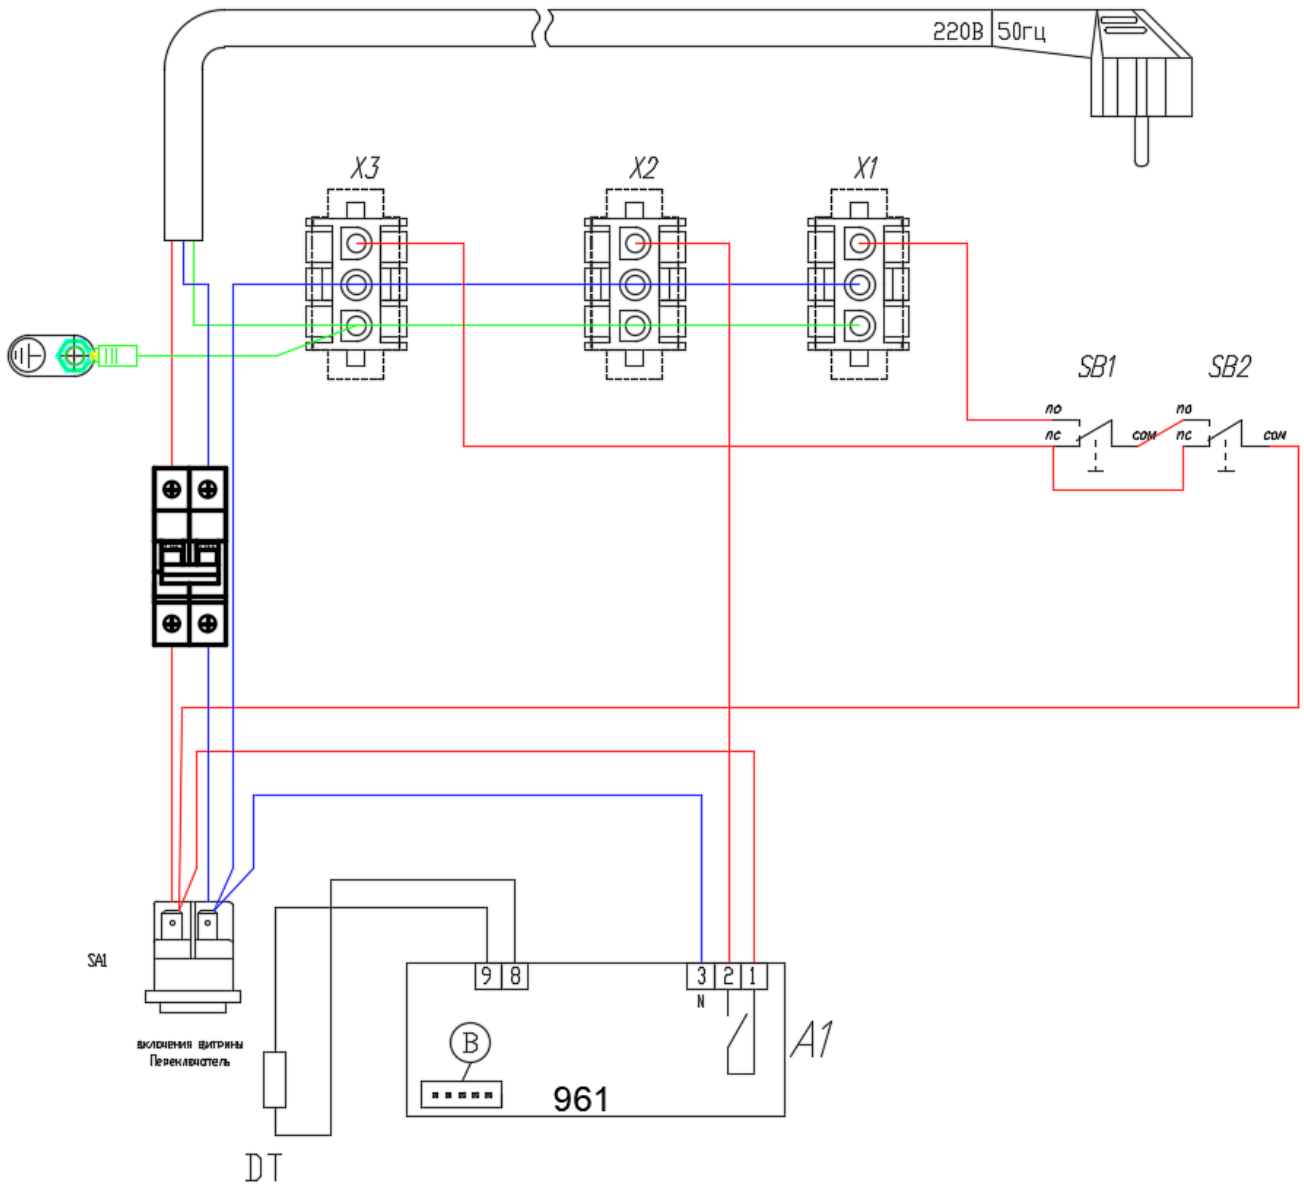 220В 50гц
X3 X2 X1
SB1 SB2
no no
nc com nc com
SA1
включения витрины
Переключатель
9 8 3 2 1
N
B
A1
961
DT